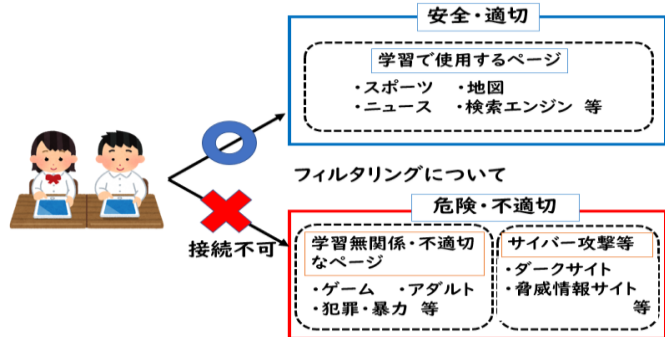 安全・適切
学習で使用するページ
・スポーツ　・地図
・ニュース　・検索エンジン 等
フィルタリングについて
接続不可
危険・不適切
学習無関係・不適切
なページ
・ゲーム　・アダルト
・犯罪・暴力 等
サイバー攻撃等
・ダークサイト
・脅威情報サイト
等